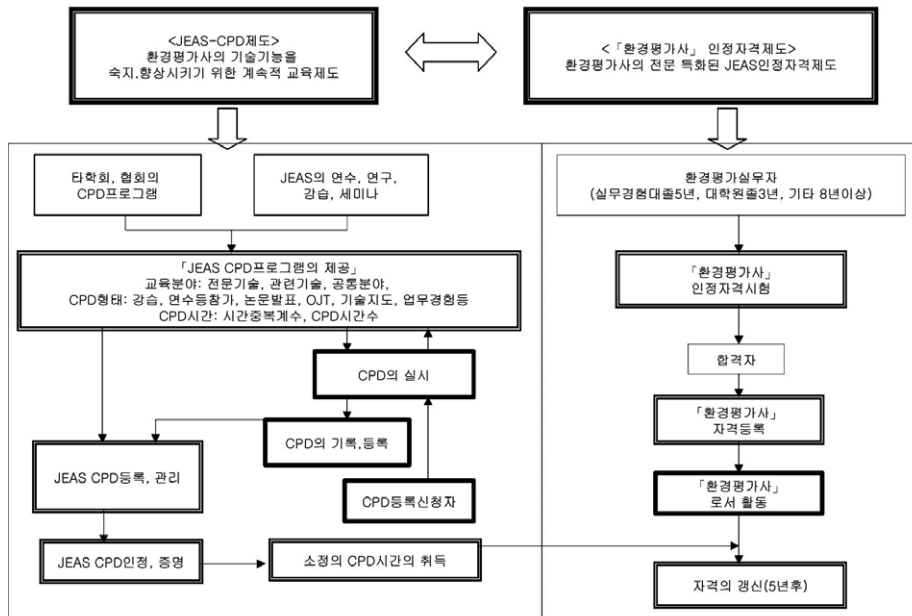 <JEAS-CPD제도>
환경평가사의 기술기능을
숙지,향상시키기 위한 계속적 교육제도
<「환경평가사」 인정자격제도>
환경평가사의 전문 특화된 JEAS인정자격제도
타학회, 협회의
CPD프로그램
JEAS의 연수, 연구,
강습, 세미나
「JEAS CPD프로그램의 제공」
교육분야: 전문기술, 관련기술, 공통분야,
CPD형태: 강습, 연수등참가, 논문발표, OJT, 기술지도, 업무경험등
CPD시간: 시간중복계수, CPD시간수
CPD의 실시
CPD의 기록,등록
JEAS CPD등록, 관리
CPD등록신청자
JEAS CPD인정, 증명
소정의 CPD시간의 취득
환경평가실무자
(실무경험대졸5년, 대학원졸3년, 기타 8년이상)
「환경평가사」
인정자격시험
합격자
「환경평가사」
자격등록
「환경평가사」
로서 활동
자격의 갱신(5년후)